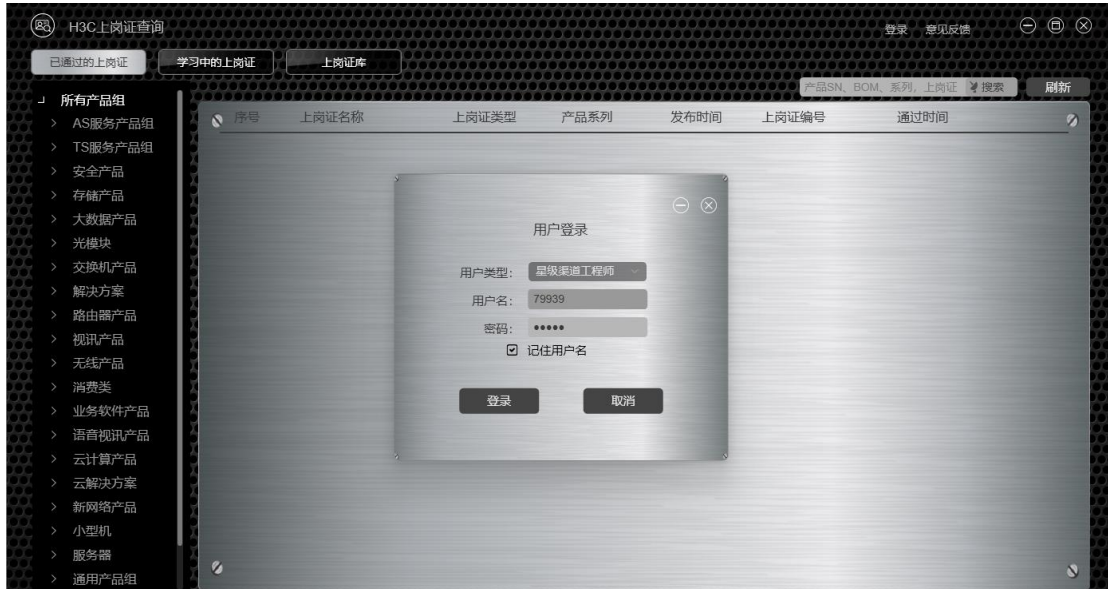 H3C上岗证查询
登录 意见反馈
已通过的上岗证 学习中的上岗证 上岗证库
产品SN、BOM、系列，上岗证 搜索 刷新
所有产品组
AS服务产品组
TS服务产品组
安全产品
存储产品
大数据产品
光模块
交换机产品
解决方案
路由器产品
视讯产品
无线产品
消费类
业务软件产品
语音视讯产品
云计算产品
云解决方案
新网络产品
小型机
服务器
通用产品组
序号 上岗证名称 上岗证类型 产品系列 发布时间 上岗证编号 通过时间
用户登录
用户类型: 星级渠道工程师
用户名: 79939
密码: •••••
记住用户名
登录 取消